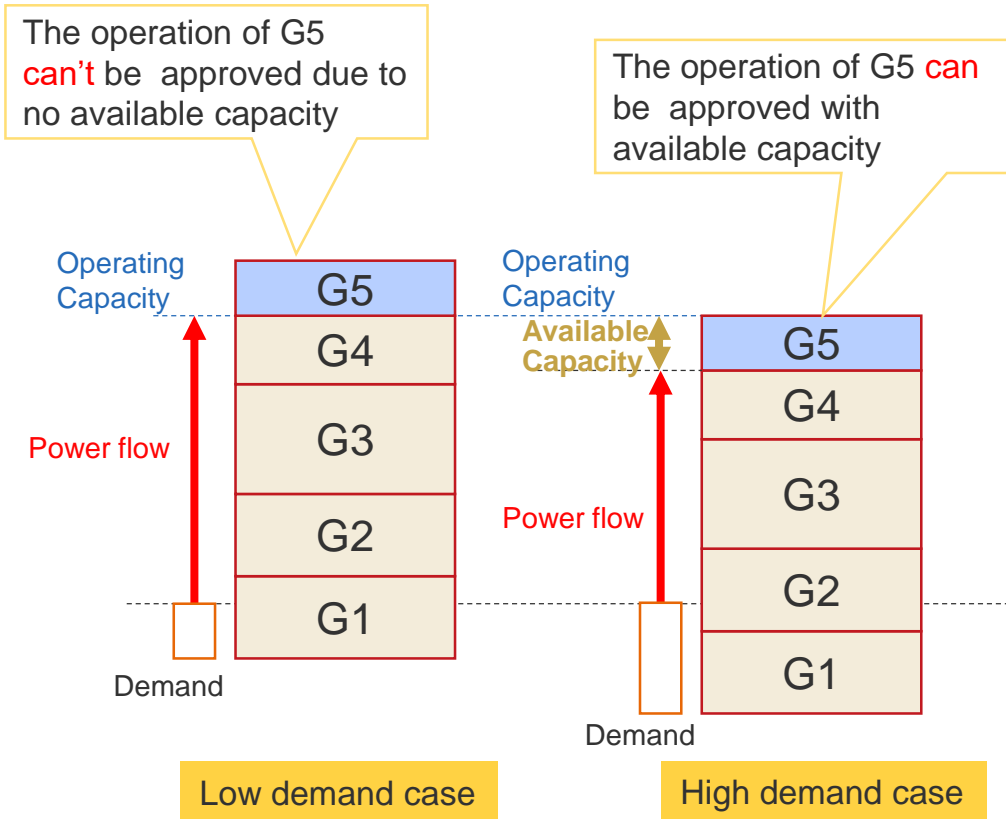 The operation of G5
can't be approved due to
no available capacity
The operation of G5 can
be approved with
available capacity
Operating
Capacity
G5
G4
G3
G2
G1
Power flow
Demand
Low demand case
Operating
Capacity
Available
Capacity
G5
G4
G3
G2
G1
Power flow
Demand
High demand case